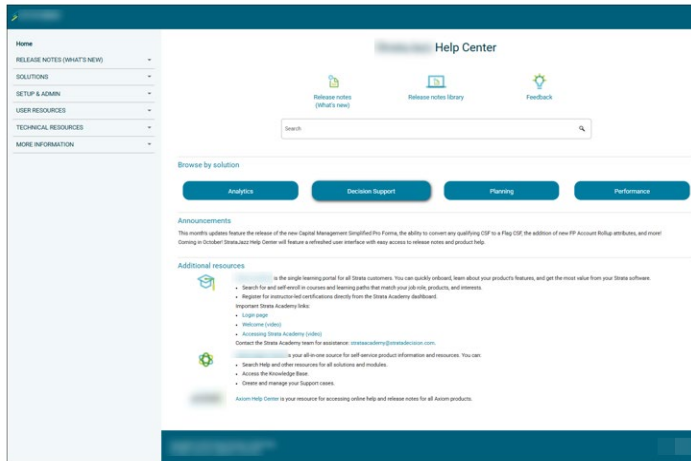 Home
RELEASE NOTES (WHAT'S NEW)
SOLUTIONS
SETUP & ADMIN
USER RESOURCES
TECHNICAL RESOURCES
MORE INFORMATION
Help Center
Release notes
(What's new)
Release notes library
Feedback
Search
Browse by solution
Analytics
Decision Support
Planning
Performance
Announcements
This month's updates feature the release of the new Capital Management Simplified Pro Forma, the ability to convert any qualifying CSF to a Flag CSF, the addition of new FP Account Rollup attributes, and more!
Coming in October! StrataJazz Help Center will feature a refreshed user interface with easy access to release notes and product help.
Additional resources
is the single learning portal for all Strata customers. You can quickly onboard, learn about your product's features, and get the most value from your Strata software.
• Search for and self-enroll in courses and learning paths that match your job role, products, and interests.
• Register for instructor-led certifications directly from the Strata Academy dashboard.
Important Strata Academy links:
• Login page
• Welcome (video)
• Accessing Strata Academy (video)
Contact the Strata Academy team for assistance: strataacademy@stratadecision.com.
is your all-in-one source for self-service product information and resources. You can:
• Search Help and other resources for all solutions and modules.
• Access the Knowledge Base.
• Create and manage your Support cases.
Axiom Help Center is your resource for accessing online help and release notes for all Axiom products.